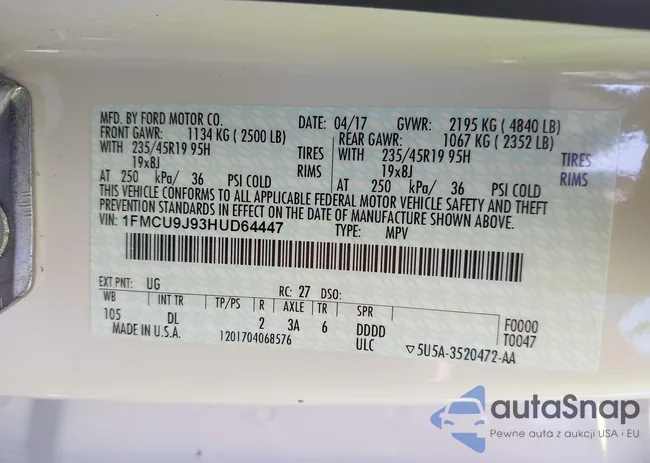 MFD. BY FORD MOTOR CO. DATE: 04/17 GVWR: 2195 KG ( 4840 LB)
FRONT GAWR: 1134 KG ( 2500 LB) REAR GAWR: 1067 KG ( 2352 LB)
WITH 235/45R19 95H TIRES WITH 235/45R19 95H TIRES
19x8J RIMS 19x8J RIMS
AT 250 kPa/ 36 PSI COLD AT 250 kPa/ 36 PSI COLD
THIS VEHICLE CONFORMS TO ALL APPLICABLE FEDERAL MOTOR VEHICLE SAFETY AND THEFT
PREVENTION STANDARDS IN EFFECT ON THE DATE OF MANUFACTURE SHOWN ABOVE.
VIN: 1FMCU9J93HUD64447 TYPE: MPV
EXT PNT: UG RC: 27 DSO:
WB INT TR TP/PS R AXLE TR SPR
105 DL 2 3A 6 DDDD F0000
MADE IN U.S.A. 1201704068576 ULC T0047
▽5U5A-3520472-AA
autaSnap
Pewne auta z aukcji USA i EU